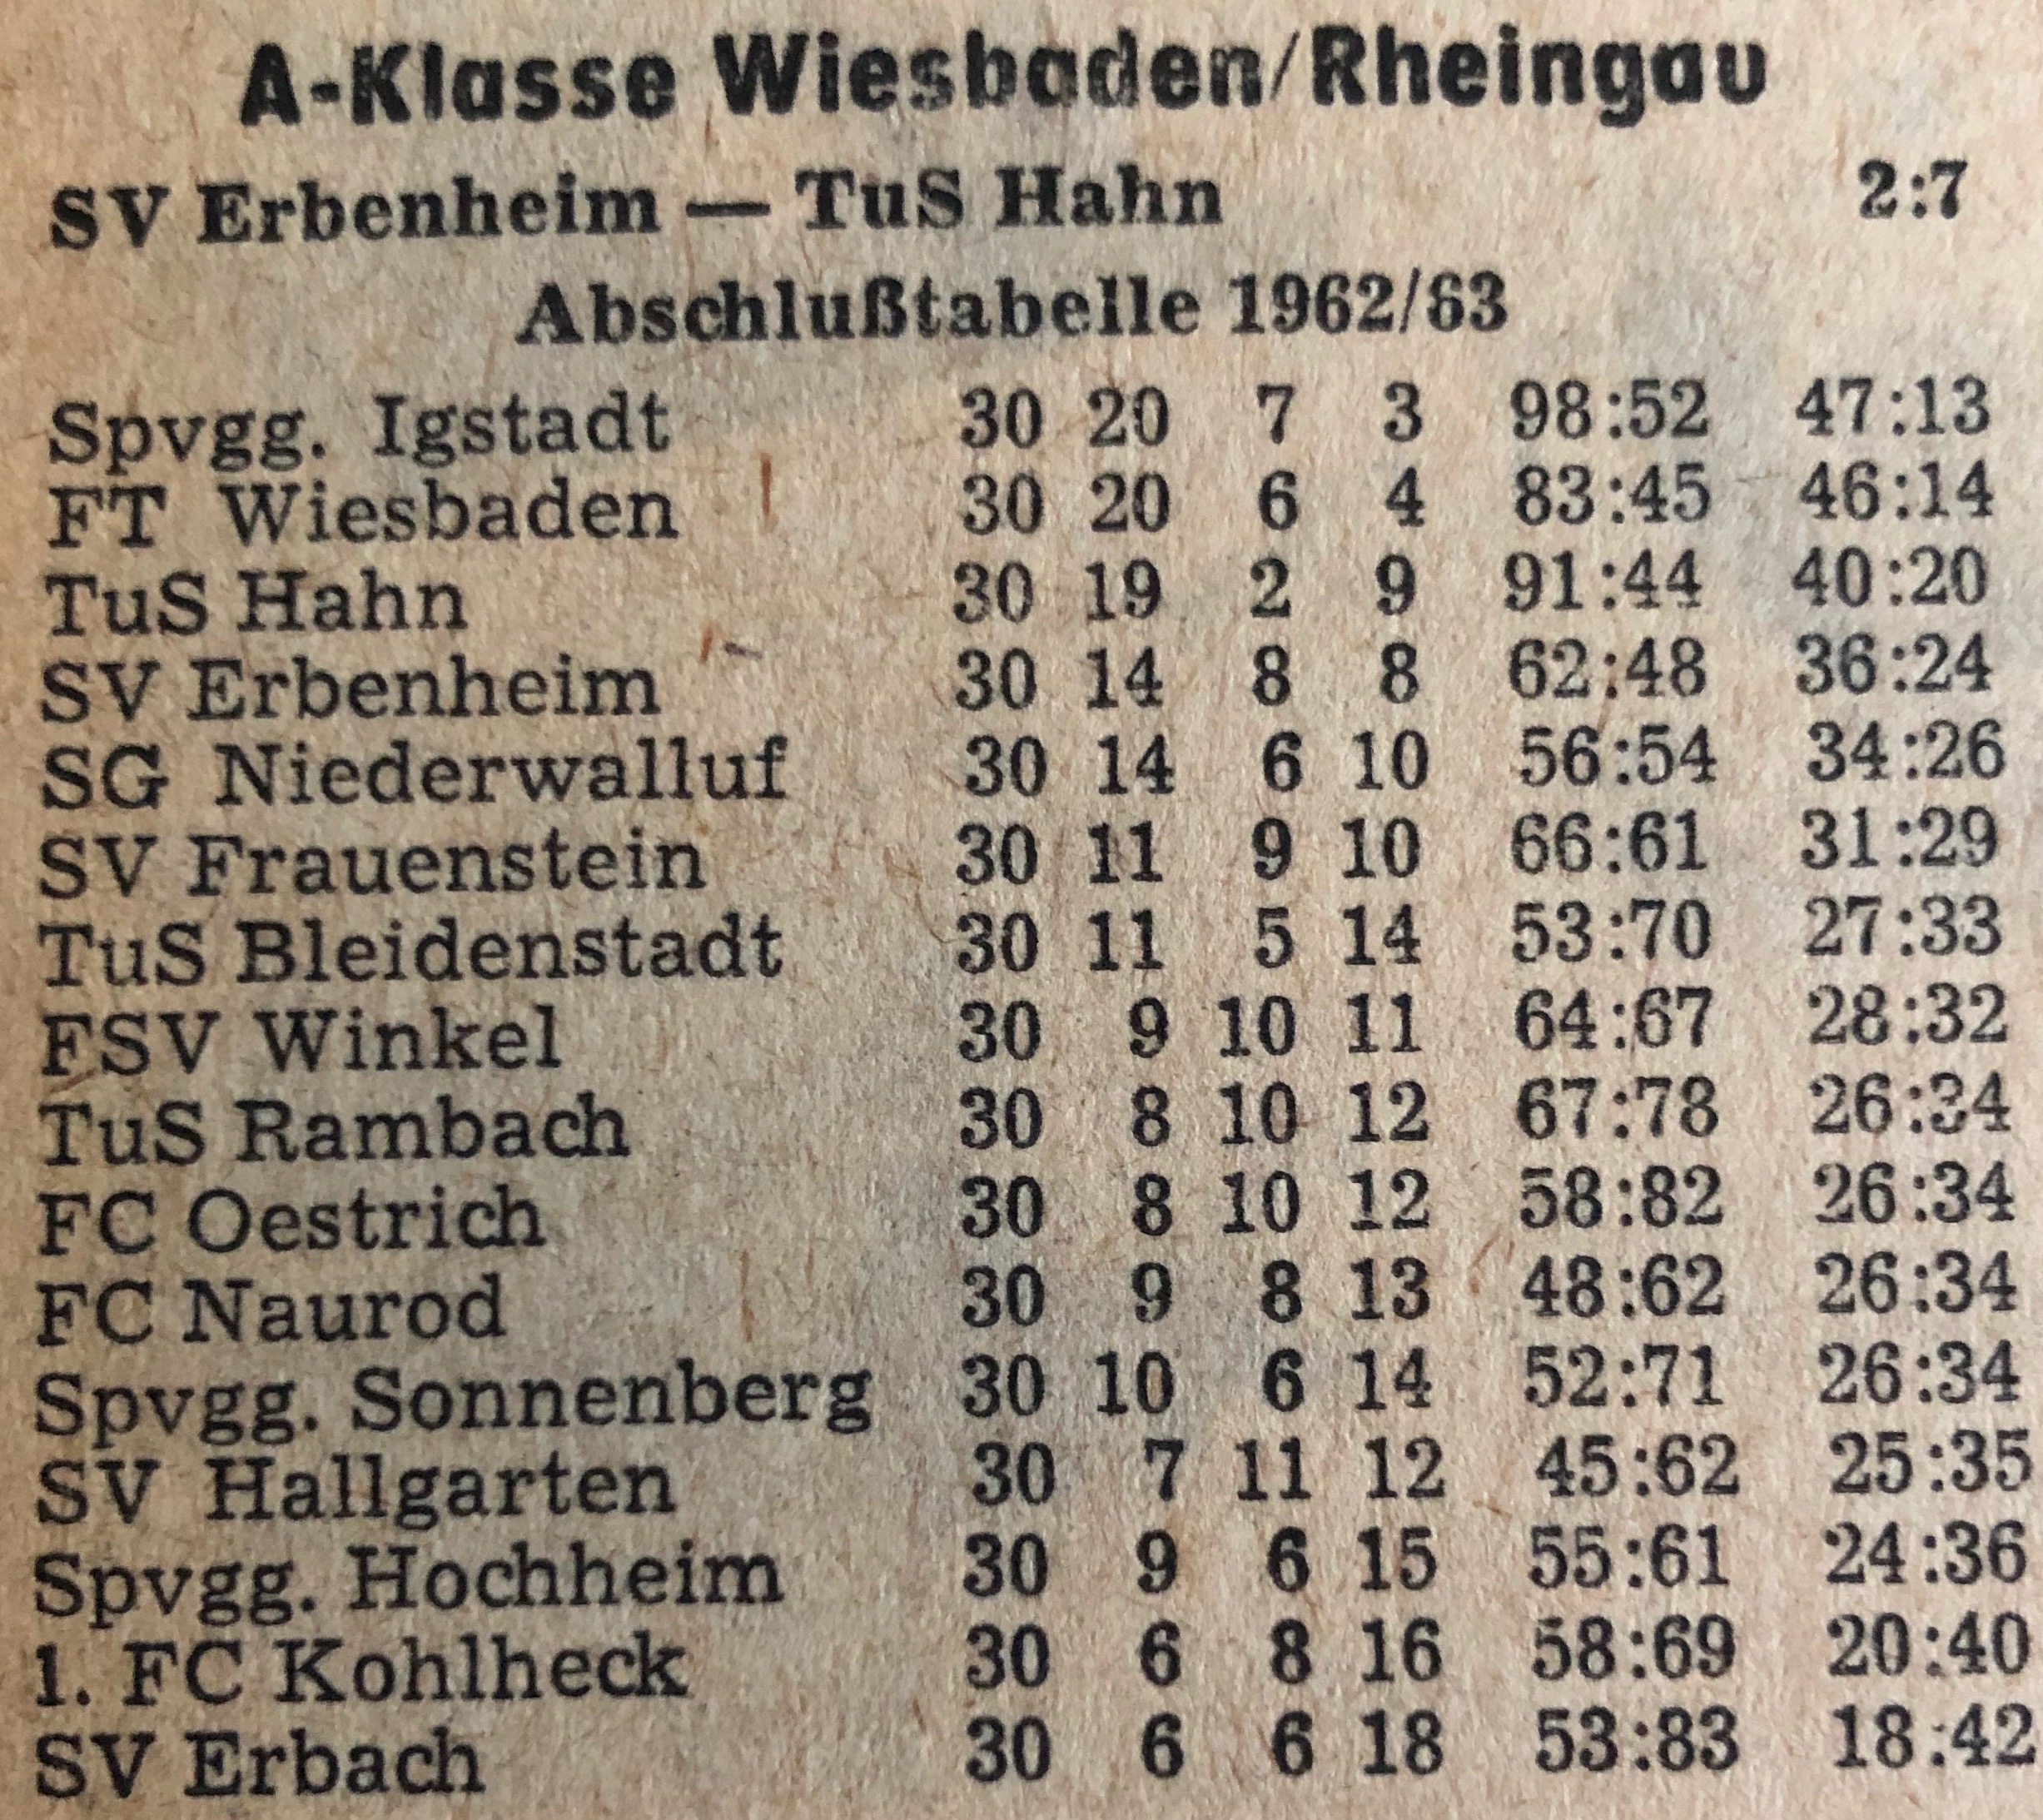 A-Klasse Wiesbaden/Rheingau
SV Erbenheim — TuS Hahn 2:7
Abschlußtabelle 1962/63
Spvgg. Igstadt 30 20 7 3 98:52 47:13
FT Wiesbaden 30 20 6 4 83:45 46:14
TuS Hahn 30 19 2 9 91:44 40:20
SV Erbenheim 30 14 8 8 62:48 36:24
SG Niederwalluf 30 14 6 10 56:54 34:26
SV Frauenstein 30 11 9 10 66:61 31:29
TuS Bleidenstadt 30 11 5 14 53:70 27:33
FSV Winkel 30 9 10 11 64:67 28:32
TuS Rambach 30 8 10 12 67:78 26:34
FC Oestrich 30 8 10 12 58:82 26:34
FC Naurod 30 9 8 13 48:62 26:34
Spvgg. Sonnenberg 30 10 6 14 52:71 26:34
SV Hallgarten 30 7 11 12 45:62 25:35
Spvgg. Hochheim 30 9 6 15 55:61 24:36
1. FC Kohlheck 30 6 8 16 58:69 20:40
SV Erbach 30 6 6 18 53:83 18:42